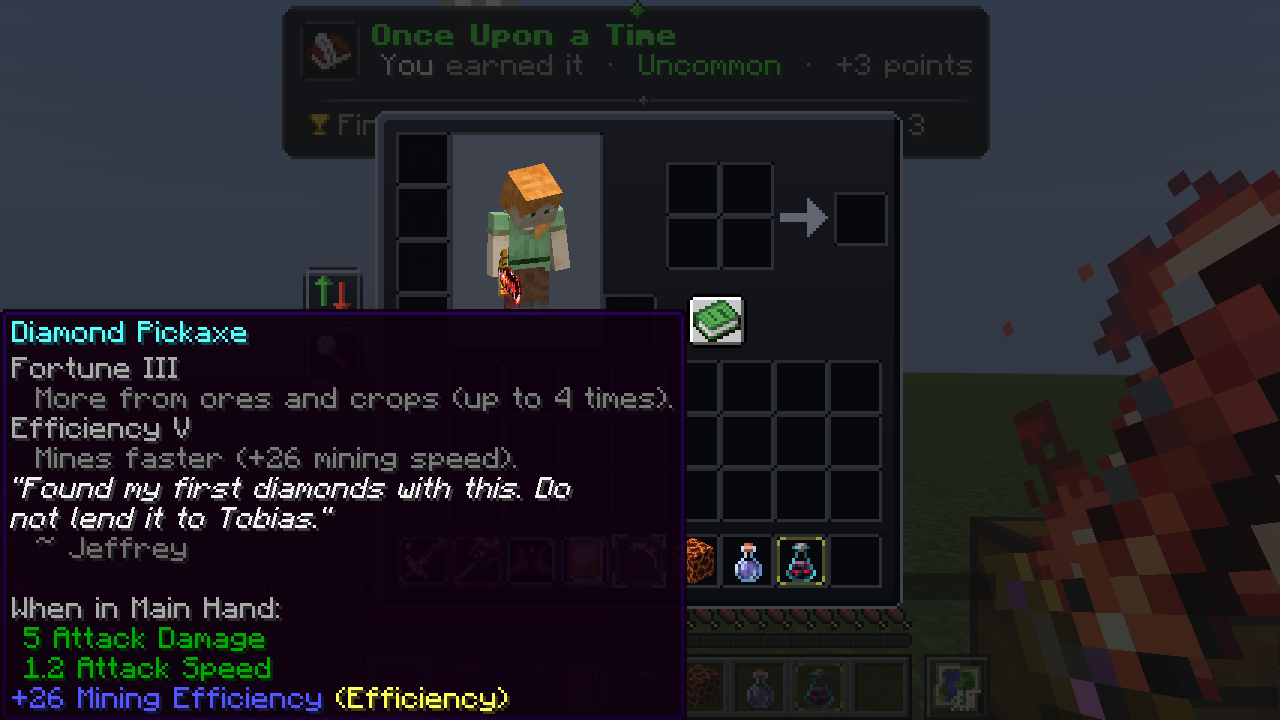 Once Upon a Time
You earned it · Uncommon · +3 points
Fir
3
Diamond Pickaxe
Fortune III
More from ores and crops (up to 4 times).
Efficiency V
Mines faster (+26 mining speed).
"Found my first diamonds with this. Do
not lend it to Tobias."
~ Jeffrey
When in Main Hand:
5 Attack Damage
1.2 Attack Speed
+26 Mining Efficiency (Efficiency)